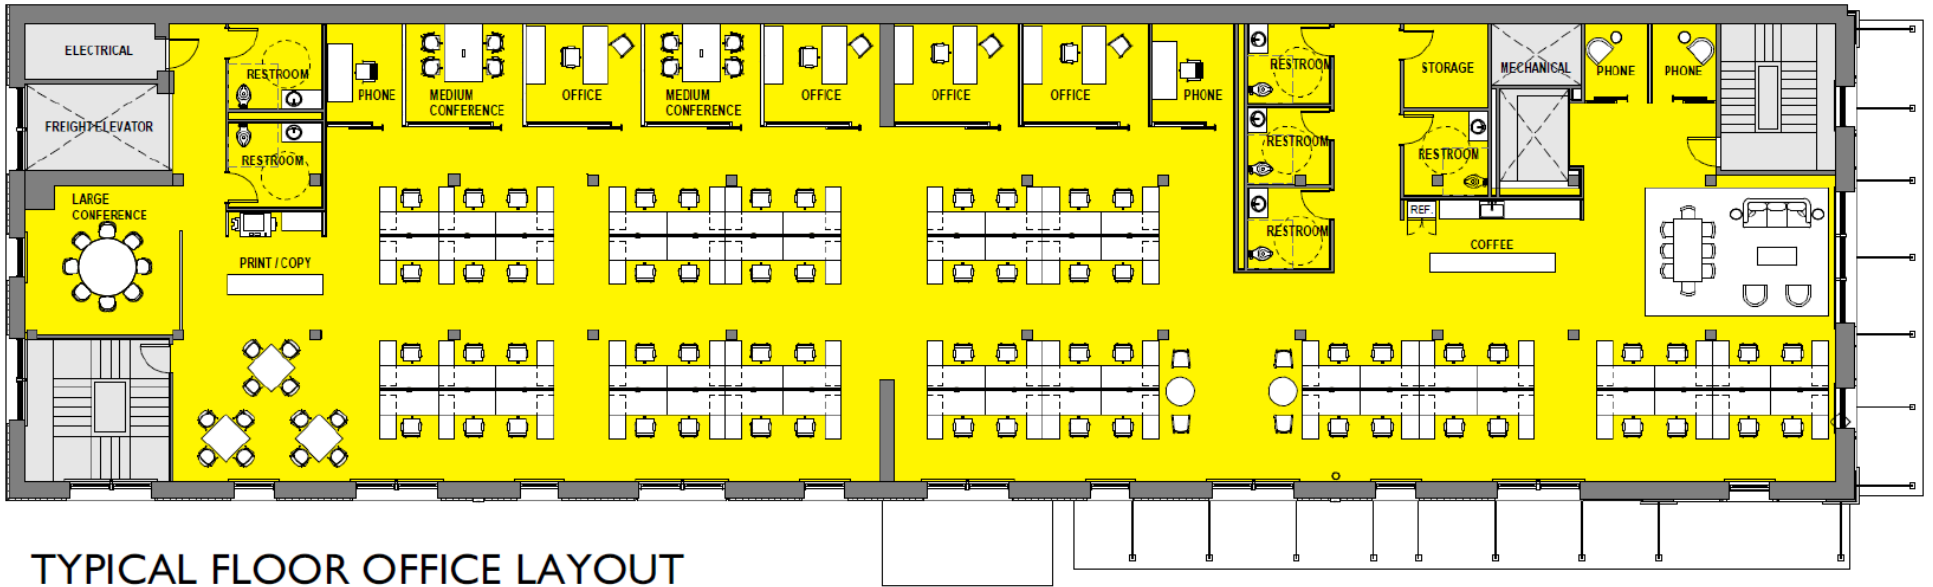 ELECTRICAL
RESTROOM
PHONE
MEDIUM
CONFERENCE
OFFICE
MEDIUM
CONFERENCE
OFFICE
OFFICE
OFFICE
PHONE
RESTROOM
STORAGE
MECHANICAL
PHONE
PHONE
FREIGHT ELEVATOR
RESTROOM
RESTROOM
RESTROOM
LARGE
CONFERENCE
REF.
RESTROOM
COFFEE
PRINT / COPY
TYPICAL FLOOR OFFICE LAYOUT